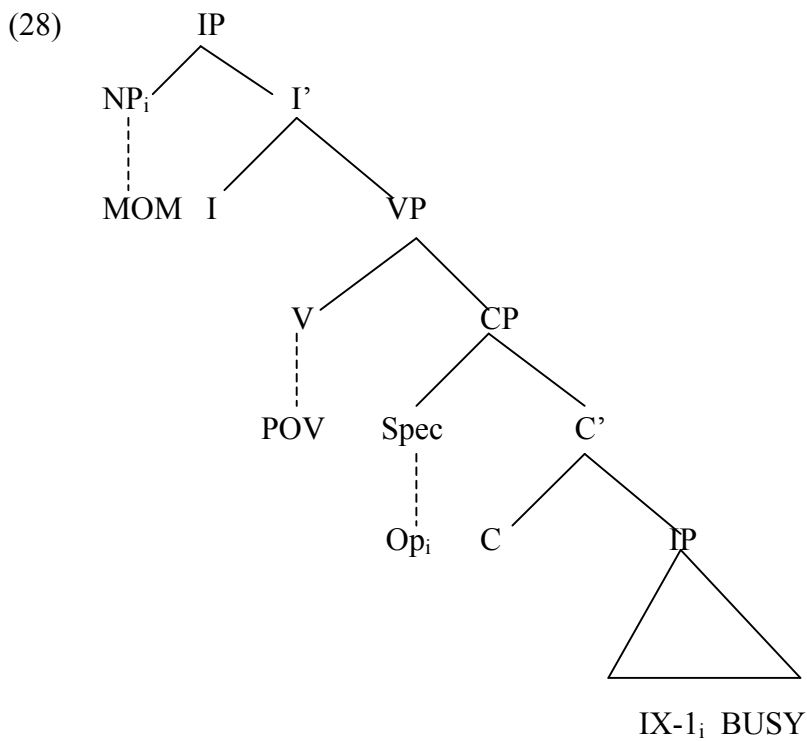 (28) IP
NPi I’
MOM I VP
V CP
POV Spec C’
Opi C IP
IX-1i BUSY